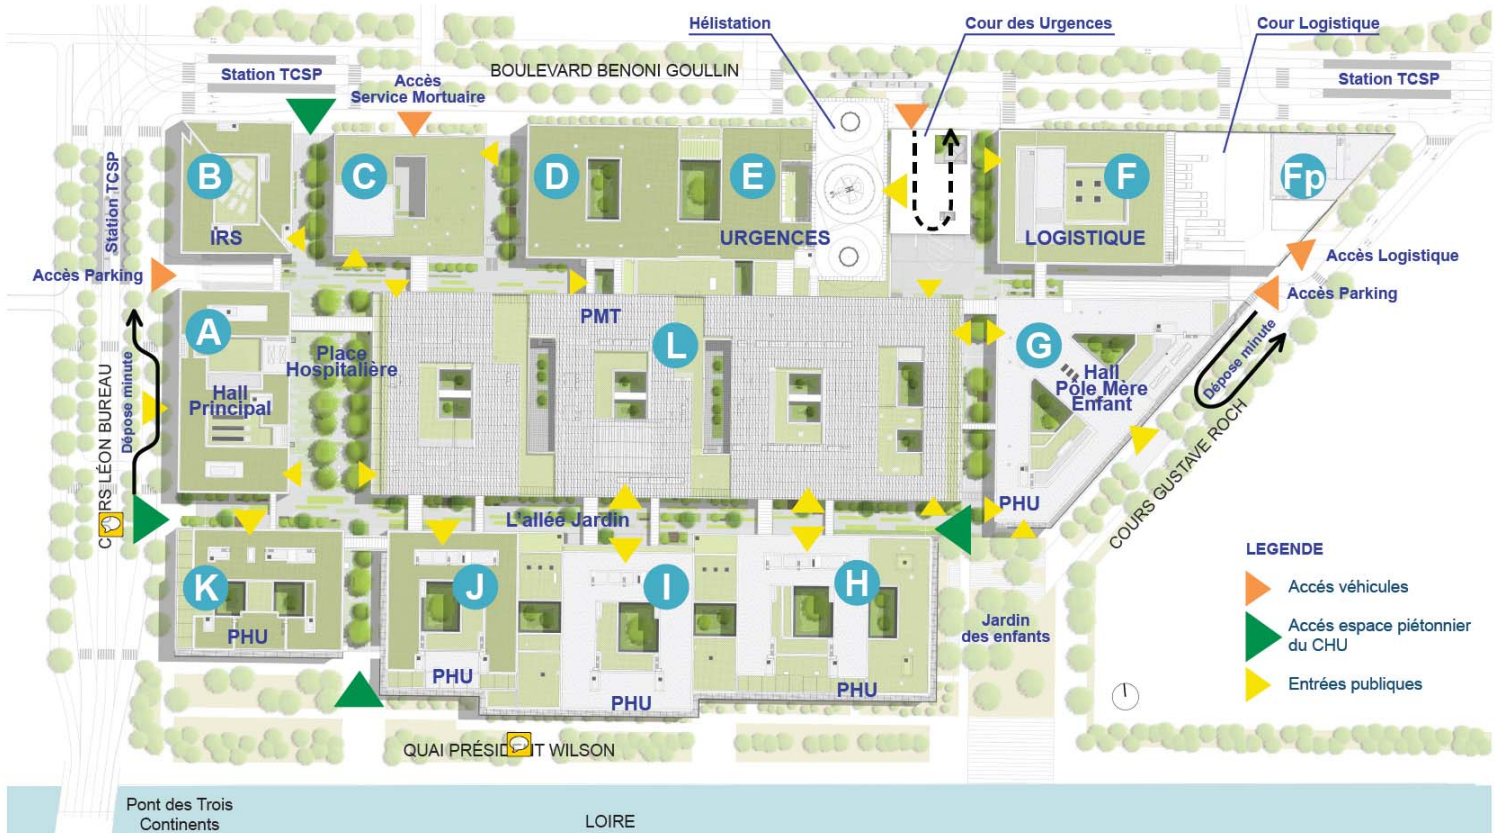 Hélistation
Cour des Urgences
Cour Logistique
Station TCSP
Accès
Service Mortuaire
BOULEVARD BENONI GOULLIN
Station TCSP
Station TCSP
B
C
D
E
F
Fp
IRS
URGENCES
LOGISTIQUE
H
Accès Logistique
Accès Parking
Accès Parking
A
PMT
L
G
Place
Hospitalière
Hall
Principal
Hall
Pôle Mère
Enfant
Dépose minute
Dépose minute
COURS LÉON BUREAU
COURS GUSTAVE ROCH
PHU
L'allée Jardin
K
J
I
H
PHU
PHU
PHU
PHU
Jardin
des enfants
LEGENDE
Accés véhicules
Accés espace piétonnier
du CHU
Entrées publiques
QUAI PRÉSIDENT WILSON
Pont des Trois
Continents
LOIRE